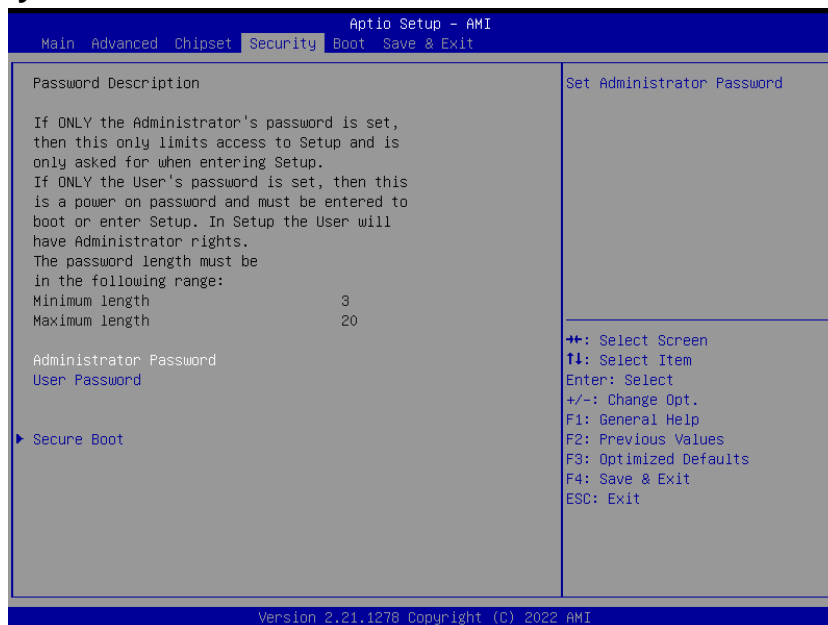 Aptio Setup – AMI
Main Advanced Chipset Security Boot Save & Exit
Password Description
If ONLY the Administrator's password is set,
then this only limits access to Setup and is
only asked for when entering Setup.
If ONLY the User's password is set, then this
is a power on password and must be entered to
boot or enter Setup. In Setup the User will
have Administrator rights.
The password length must be
in the following range:
Minimum length 3
Maximum length 20
Administrator Password
User Password
Secure Boot
Set Administrator Password
→←: Select Screen
↑↓: Select Item
Enter: Select
+/-: Change Opt.
F1: General Help
F2: Previous Values
F3: Optimized Defaults
F4: Save & Exit
ESC: Exit
Version 2.21.1278 Copyright (C) 2022 AMI